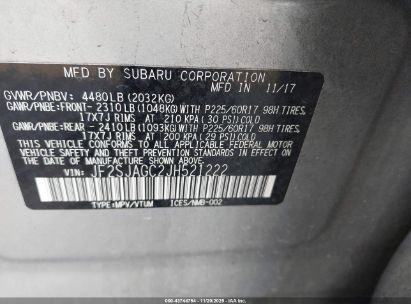 MFD BY SUBARU CORPORATION
MFD IN 11/17
GVWR/PNBV: 4480LB(2032KG)
GAWR/PNBE:FRONT- 2310LB(1048KG)WITH P225/60R17 98H TIRES,
17X7J RIMS AT 210 KPA(30 PSI)COLD
GAWR/PNBE:REAR - 2410LB(1093KG)WITH P225/60R17 98H TIRES,
17X7J RIMS AT 200 KPA(29 PSI)COLD
THIS VEHICLE CONFORMS TO ALL APPLICABLE FEDERAL MOTOR
VEHICLE SAFETY, BUMPER, AND THEFT PREVENTION STANDARDS
IN EFFECT ON THE DATE OF MANUFACTURE SHOWN ABOVE.
VIN: JF2SJAGC2JH521222
TYPE:MPV/VTUM ICES/NMB-002